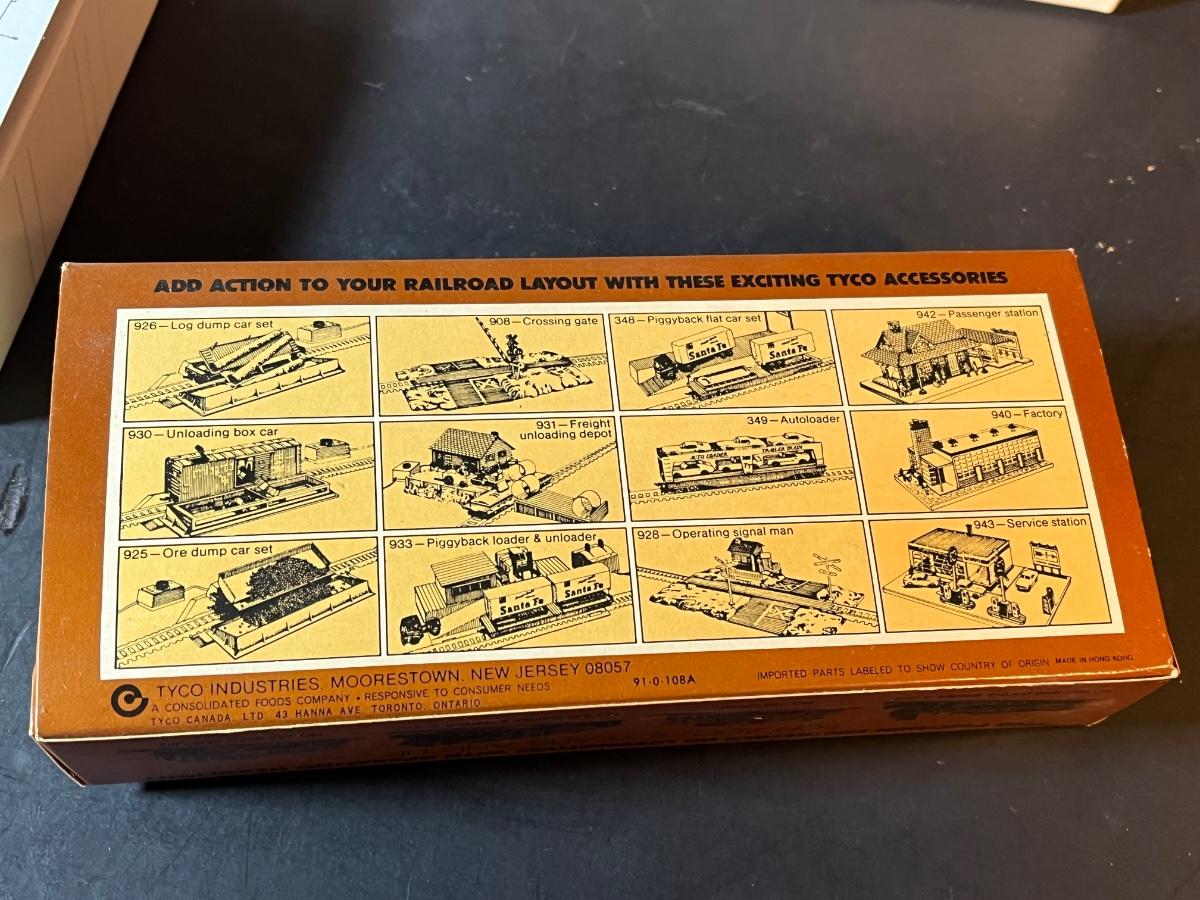 ADD ACTION TO YOUR RAILROAD LAYOUT WITH THESE EXCITING TYCO ACCESSORIES
926—Log dump car set
908—Crossing gate
348—Piggyback flat car set
Santa Fe
Santa Fe
942—Passenger station
930—Unloading box car
931—Freight
unloading depot
349—Autoloader
AUTO LOADER
TRAILER TRAIN
940—Factory
925—Ore dump car set
933—Piggyback loader & unloader
Santa Fe
Santa Fe
928—Operating signal man
943—Service station
TYCO INDUSTRIES, MOORESTOWN, NEW JERSEY 08057
A CONSOLIDATED FOODS COMPANY • RESPONSIVE TO CONSUMER NEEDS
TYCO CANADA, LTD. 43 HANNA AVE. TORONTO, ONTARIO
91-0-108A
IMPORTED PARTS LABELED TO SHOW COUNTRY OF ORIGIN MADE IN HONG KONG.